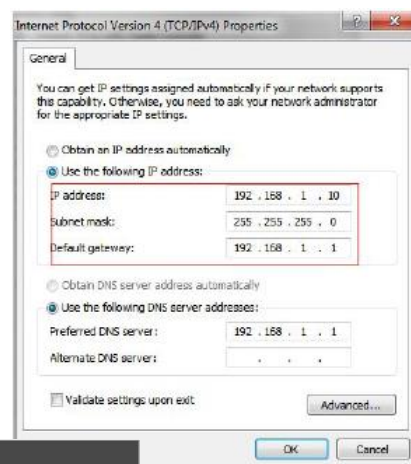 Internet Protocol Version 4 (TCP/IPv4) Properties
General
You can get IP settings assigned automatically if your network supports
this capability. Otherwise, you need to ask your network administrator
for the appropriate IP settings.
Obtain an IP address automatically
Use the following IP address:
IP address: 192 . 168 . 1 . 10
Subnet mask: 255 . 255 . 255 . 0
Default gateway: 192 . 168 . 1 . 1
Obtain DNS server address automatically
Use the following DNS server addresses:
Preferred DNS server: 192 . 168 . 1 . 1
Alternate DNS server: . . .
Validate settings upon exit
Advanced...
OK Cancel